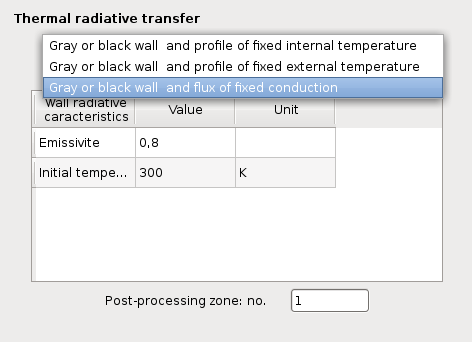 Thermal radiative transfer
Gray or black wall  and profile of fixed internal temperature
Gray or black wall  and profile of fixed external temperature
Gray or black wall  and flux of fixed conduction
Wall radiative
caracteristics Value Unit
Emissivite 0,8
Initial tempe... 300 K
Post-processing zone: no. 1